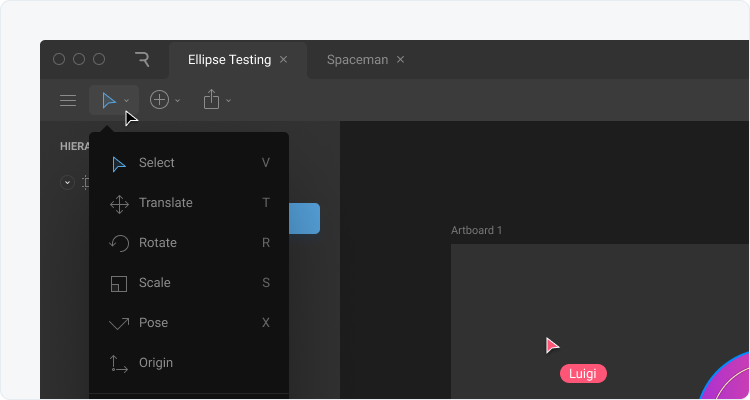 Ellipse Testing
Spaceman
HIERA
Select V
Translate T
Rotate R
Scale S
Pose X
Origin
Artboard 1
Luigi